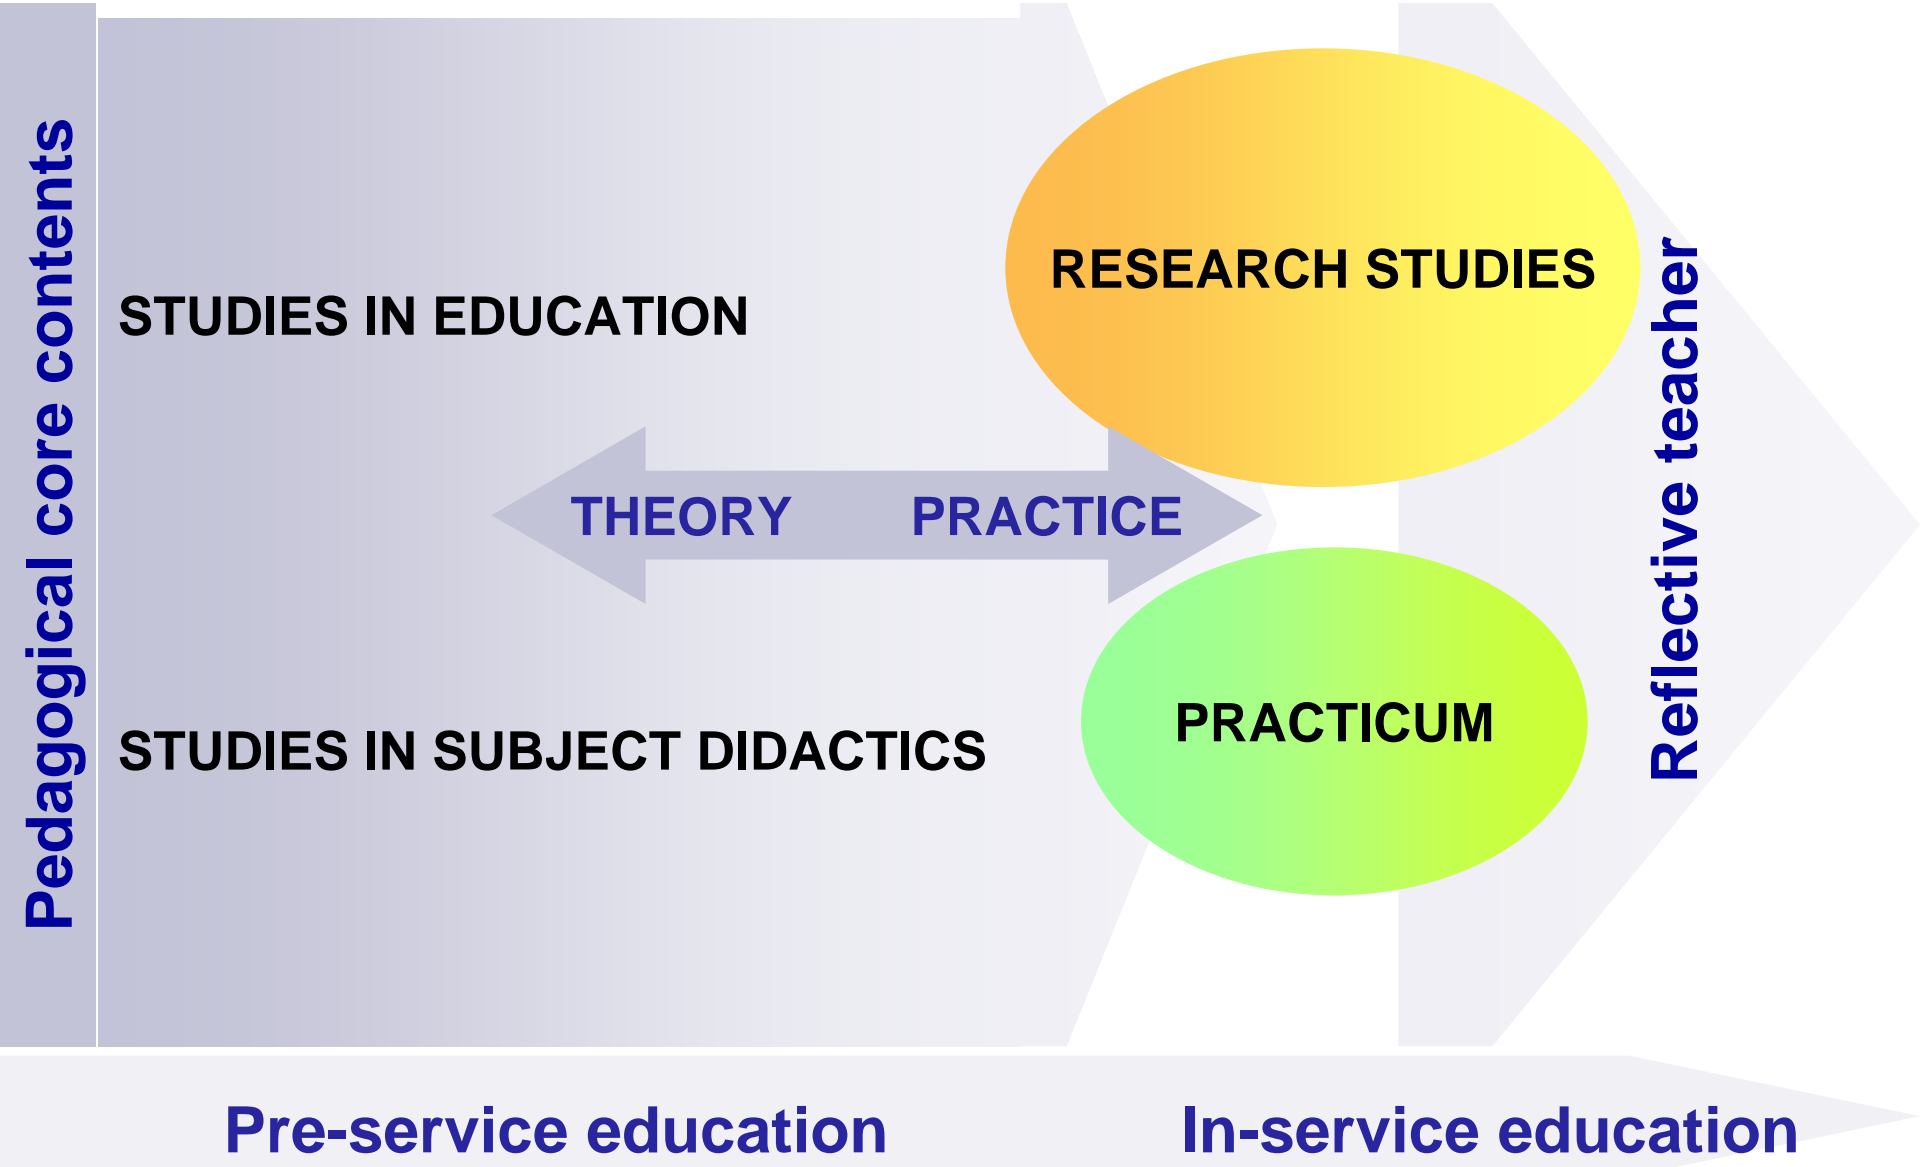 Pedagogical core contents
STUDIES IN EDUCATION
RESEARCH STUDIES
THEORY PRACTICE
STUDIES IN SUBJECT DIDACTICS
PRACTICUM
Reflective teacher
Pre-service education
In-service education